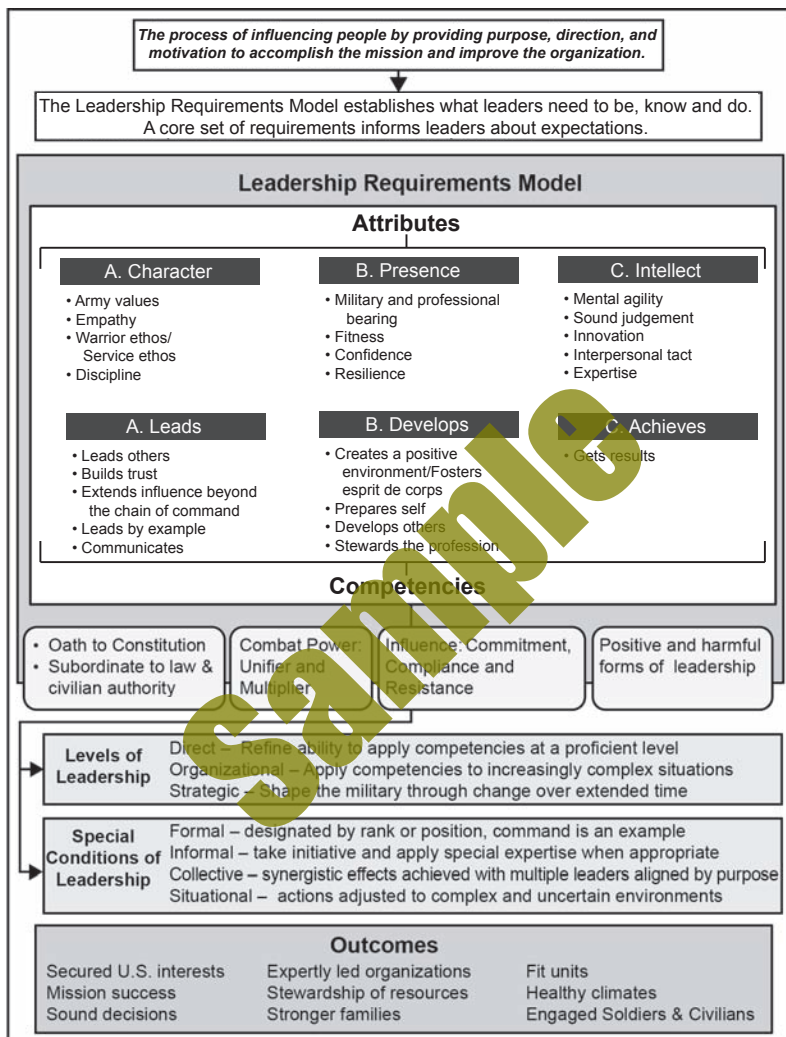 The process of influencing people by providing purpose, direction, and
motivation to accomplish the mission and improve the organization.
The Leadership Requirements Model establishes what leaders need to be, know and do.
A core set of requirements informs leaders about expectations.
Leadership Requirements Model
Attributes
A. Character
• Army values
• Empathy
• Warrior ethos/
Service ethos
• Discipline
B. Presence
• Military and professional
bearing
• Fitness
• Confidence
• Resilience
C. Intellect
• Mental agility
• Sound judgement
• Innovation
• Interpersonal tact
• Expertise
A. Leads
• Leads others
• Builds trust
• Extends influence beyond
the chain of command
• Leads by example
• Communicates
B. Develops
• Creates a positive
environment/Fosters
esprit de corps
• Prepares self
• Develops others
• Stewards the profession
C. Achieves
• Gets results
Competencies
• Oath to Constitution
• Subordinate to law &
civilian authority
Combat Power:
Unifier and
Multiplier
Influence: Commitment,
Compliance and
Resistance
Positive and harmful
forms of leadership
Levels of
Leadership
Direct – Refine ability to apply competencies at a proficient level
Organizational – Apply competencies to increasingly complex situations
Strategic – Shape the military through change over extended time
Special
Conditions of
Leadership
Formal – designated by rank or position, command is an example
Informal – take initiative and apply special expertise when appropriate
Collective – synergistic effects achieved with multiple leaders aligned by purpose
Situational – actions adjusted to complex and uncertain environments
Outcomes
Secured U.S. interests
Mission success
Sound decisions
Expertly led organizations
Stewardship of resources
Stronger families
Fit units
Healthy climates
Engaged Soldiers & Civilians
Sample